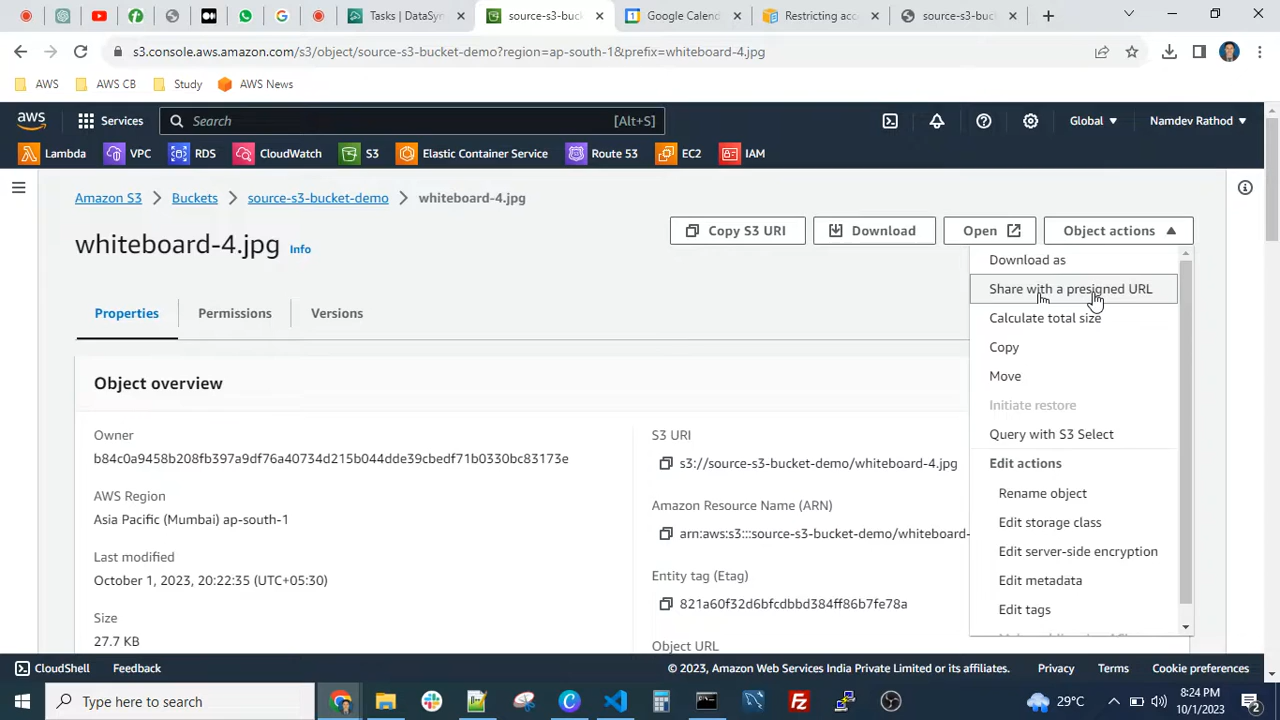 Tasks | DataSyn
source-s3-buck
Google Calend
Restricting acc
source-s3-buck
s3.console.aws.amazon.com/s3/object/source-s3-bucket-demo?region=ap-south-1&prefix=whiteboard-4.jpg
AWS
AWS CB
Study
AWS News
aws
Services
Search
[Alt+S]
Global
Namdev Rathod
Lambda
VPC
RDS
CloudWatch
S3
Elastic Container Service
Route 53
EC2
IAM
Amazon S3
Buckets
source-s3-bucket-demo
whiteboard-4.jpg
whiteboard-4.jpg
Info
Copy S3 URI
Download
Open
Object actions
Download as
Share with a presigned URL
Calculate total size
Copy
Move
Initiate restore
Query with S3 Select
Edit actions
Rename object
Edit storage class
Edit server-side encryption
Edit metadata
Edit tags
Properties
Permissions
Versions
Object overview
Owner
b84c0a9458b208fb397a9df76a40734d215b044dde39cbedf71b0330bc83173e
AWS Region
Asia Pacific (Mumbai) ap-south-1
Last modified
October 1, 2023, 20:22:35 (UTC+05:30)
Size
27.7 KB
S3 URI
s3://source-s3-bucket-demo/whiteboard-4.jpg
Amazon Resource Name (ARN)
arn:aws:s3:::source-s3-bucket-demo/whiteboard-
Entity tag (Etag)
821a60f32d6bfcdbbd384ff86b7fe78a
Object URL
CloudShell
Feedback
© 2023, Amazon Web Services India Private Limited or its affiliates.
Privacy
Terms
Cookie preferences
Type here to search
29°C
8:24 PM
10/1/2023
2